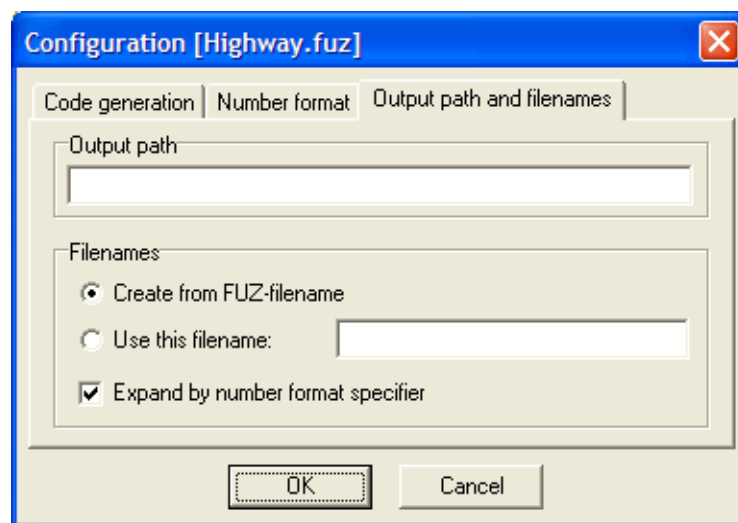 Configuration [Highway.fuz]
Code generation Number format Output path and filenames
Output path
Filenames
Create from FUZ-filename
Use this filename:
Expand by number format specifier
OK Cancel